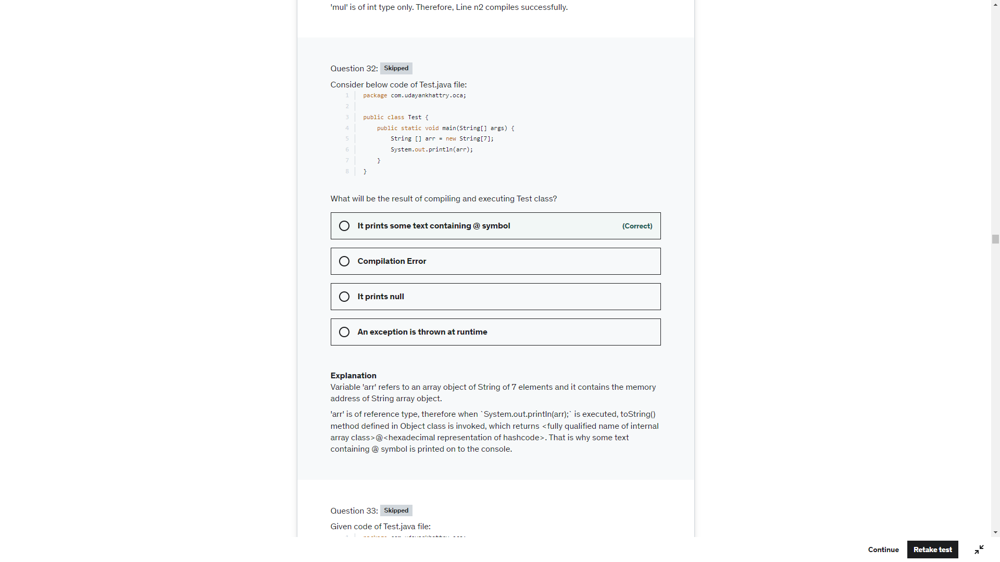 'mul' is of int type only. Therefore, Line n2 compiles successfully.
Question 32: Skipped
Consider below code of Test.java file:
1 package com.udayankhattry.oca;
2
3 public class Test {
4 public static void main(String[] args) {
5 String [] arr = new String[7];
6 System.out.println(arr);
7 }
8 }
What will be the result of compiling and executing Test class?
It prints some text containing @ symbol (Correct)
Compilation Error
It prints null
An exception is thrown at runtime
Explanation
Variable 'arr' refers to an array object of String of 7 elements and it contains the memory
address of String array object.
'arr' is of reference type, therefore when `System.out.println(arr);` is executed, toString()
method defined in Object class is invoked, which returns <fully qualified name of internal
array class>@<hexadecimal representation of hashcode>. That is why some text
containing @ symbol is printed on to the console.
Question 33: Skipped
Given code of Test.java file:
Continue Retake test